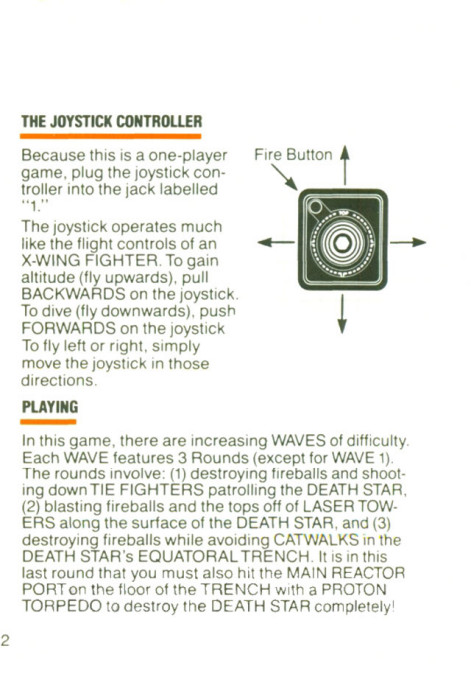 THE JOYSTICK CONTROLLER
Because this is a one-player
game, plug the joystick con-
troller into the jack labelled
"1."
The joystick operates much
like the flight controls of an
X-WING FIGHTER. To gain
altitude (fly upwards), pull
BACKWARDS on the joystick.
To dive (fly downwards), push
FORWARDS on the joystick
To fly left or right, simply
move the joystick in those
directions.
Fire Button
TOP
PLAYING
In this game, there are increasing WAVES of difficulty.
Each WAVE features 3 Rounds (except for WAVE 1).
The rounds involve: (1) destroying fireballs and shoot-
ing down TIE FIGHTERS patrolling the DEATH STAR,
(2) blasting fireballs and the tops off of LASER TOW-
ERS along the surface of the DEATH STAR, and (3)
destroying fireballs while avoiding CATWALKS in the
DEATH STAR's EQUATORAL TRENCH. It is in this
last round that you must also hit the MAIN REACTOR
PORT on the floor of the TRENCH with a PROTON
TORPEDO to destroy the DEATH STAR completely!
2